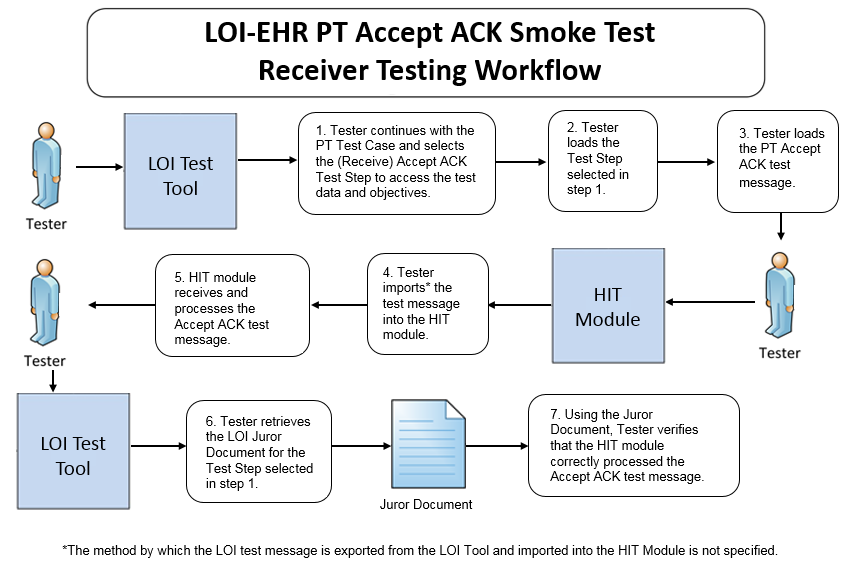 LOI-EHR PT Accept ACK Smoke Test
Receiver Testing Workflow
Tester
LOI Test
Tool
1. Tester continues with the
PT Test Case and selects
the (Receive) Accept ACK
Test Step to access the test
data and objectives.
2. Tester
loads the
Test Step
selected in
step 1.
3. Tester loads
the PT Accept
ACK test
message.
Tester
HIT
Module
4. Tester
imports* the
test message
into the HIT
module.
5. HIT module
receives and
processes the
Accept ACK test
message.
Tester
LOI Test
Tool
6. Tester retrieves
the LOI Juror
Document for the
Test Step selected
in step 1.
Juror Document
7. Using the Juror
Document, Tester verifies
that the HIT module
correctly processed the
Accept ACK test message.
*The method by which the LOI test message is exported from the LOI Tool and imported into the HIT Module is not specified.